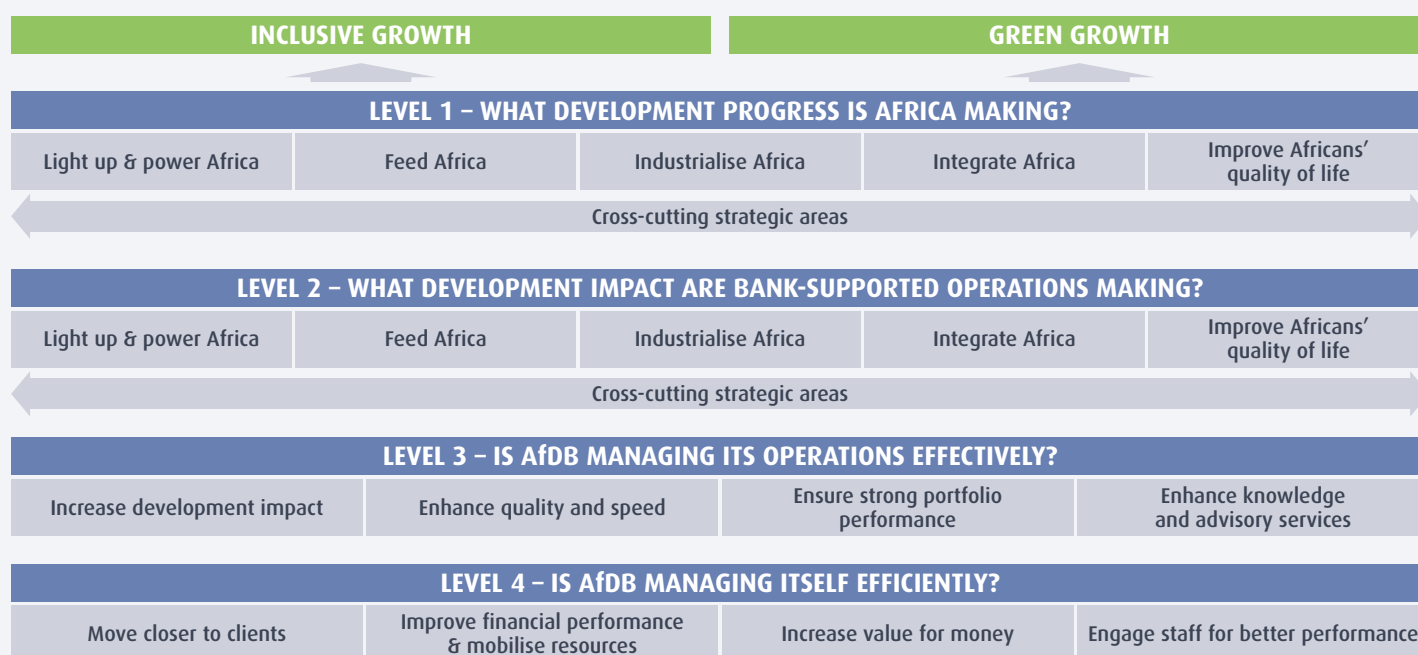 INCLUSIVE GROWTH
GREEN GROWTH
LEVEL 1 – WHAT DEVELOPMENT PROGRESS IS AFRICA MAKING?
Light up & power Africa
Feed Africa
Industrialise Africa
Integrate Africa
Improve Africans’
quality of life
Cross-cutting strategic areas
LEVEL 2 – WHAT DEVELOPMENT IMPACT ARE BANK-SUPPORTED OPERATIONS MAKING?
Light up & power Africa
Feed Africa
Industrialise Africa
Integrate Africa
Improve Africans’
quality of life
Cross-cutting strategic areas
LEVEL 3 – IS AfDB MANAGING ITS OPERATIONS EFFECTIVELY?
Increase development impact
Enhance quality and speed
Ensure strong portfolio
performance
Enhance knowledge
and advisory services
LEVEL 4 – IS AfDB MANAGING ITSELF EFFICIENTLY?
Move closer to clients
Improve financial performance
& mobilise resources
Increase value for money
Engage staff for better performance